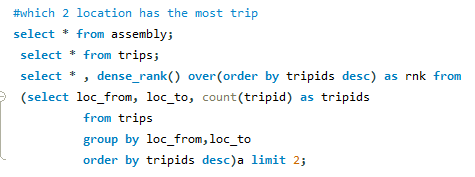 #which 2 location has the most trip
select * from assembly;
select * from trips;
select * , dense_rank() over(order by tripids desc) as rnk from
(select loc_from, loc_to, count(tripid) as tripids
from trips
group by loc_from,loc_to
order by tripids desc)a limit 2;